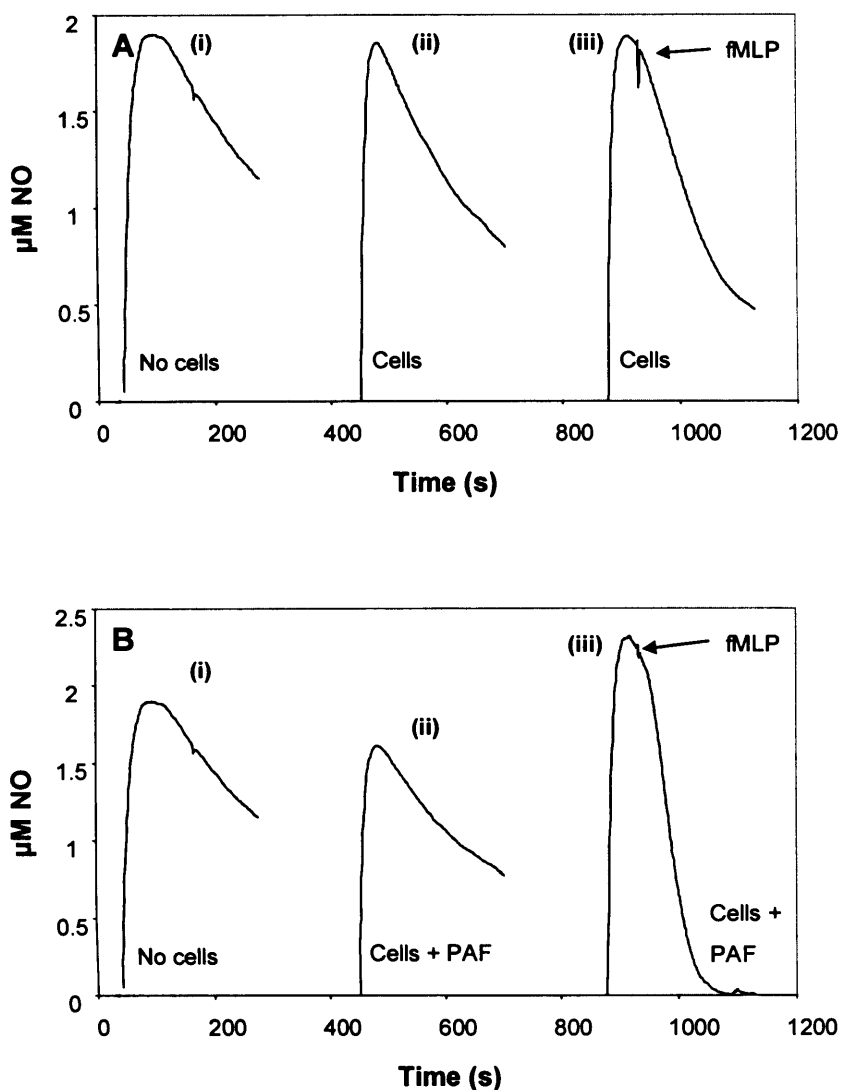 2
A
(i)
(ii)
(iii)
fMLP
1.5
µM NO
1
0.5
No cells
Cells
Cells
0
0 200 400 600 800 1000 1200
Time (s)
2.5
B
(i)
(ii)
(iii)
fMLP
2
1.5
µM NO
1
0.5
No cells
Cells + PAF
Cells +
PAF
0
0 200 400 600 800 1000 1200
Time (s)